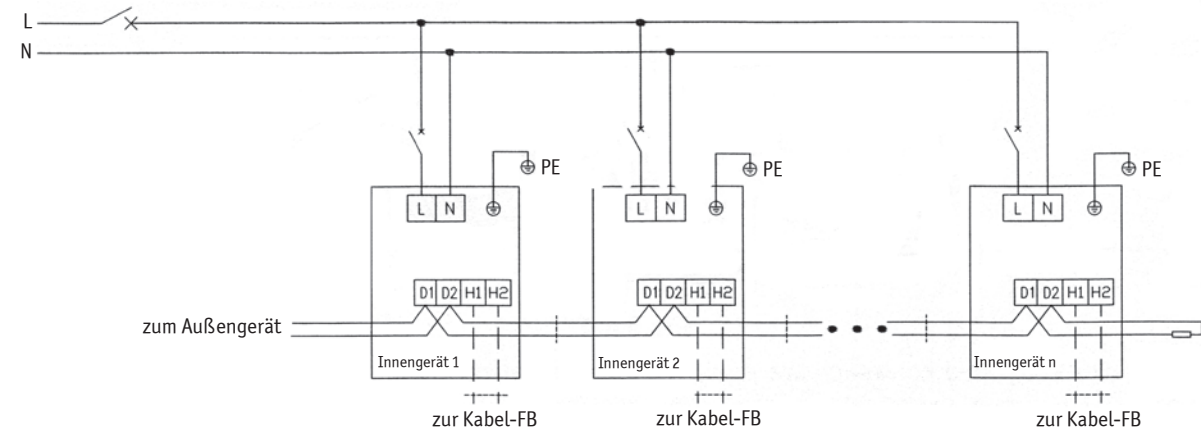 L
N
PE
PE
PE
L N
L N
L N
D1 D2 H1 H2
D1 D2 H1 H2
D1 D2 H1 H2
zum Außengerät
Innengerät 1
Innengerät 2
Innengerät n
zur Kabel-FB
zur Kabel-FB
zur Kabel-FB